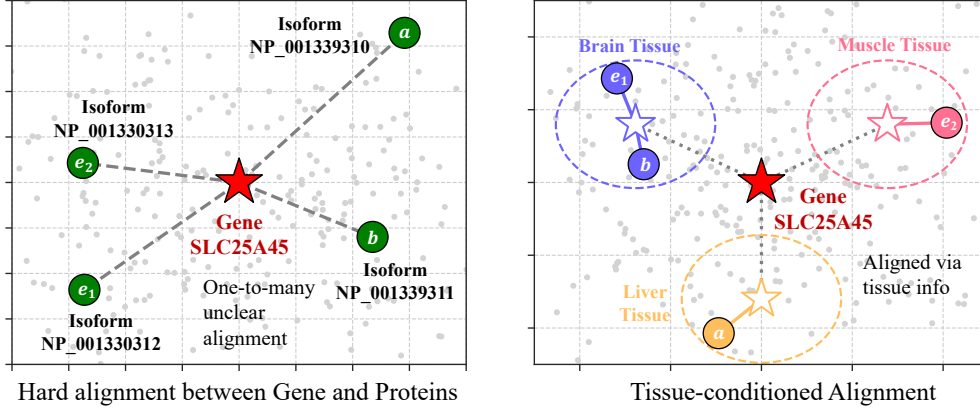 Isoform
NP_001339310
a
Isoform
NP_001330313
e2
Gene
SLC25A45
b
Isoform
NP_001339311
e1
Isoform
NP_001330312
One-to-many
unclear
alignment
Hard alignment between Gene and Proteins
Brain Tissue
Muscle Tissue
e1
e2
b
Gene
SLC25A45
Liver
Tissue
a
Aligned via
tissue info
Tissue-conditioned Alignment